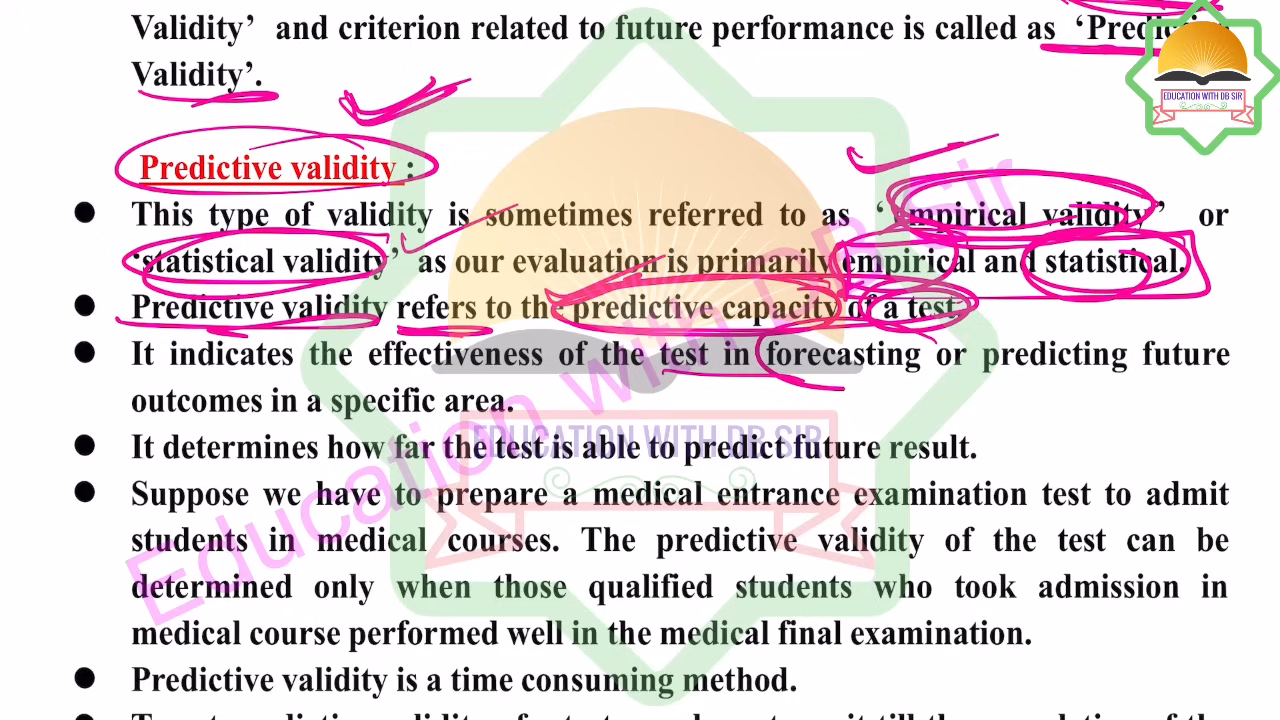 Validity’ and criterion related to future performance is called as ‘Predictive
Validity’.
EDUCATION WITH DB SIR
Predictive validity :
● This type of validity is sometimes referred to as ‘empirical validity’ or
‘statistical validity’ as our evaluation is primarily empirical and statistical.
● Predictive validity refers to the predictive capacity of a test.
● It indicates the effectiveness of the test in forecasting or predicting future
outcomes in a specific area.
● It determines how far the test is able to predict future result.
EDUCATION WITH DB SIR
Education with DB Sir
● Suppose we have to prepare a medical entrance examination test to admit
students in medical courses. The predictive validity of the test can be
determined only when those qualified students who took admission in
medical course performed well in the medical final examination.
● Predictive validity is a time consuming method.